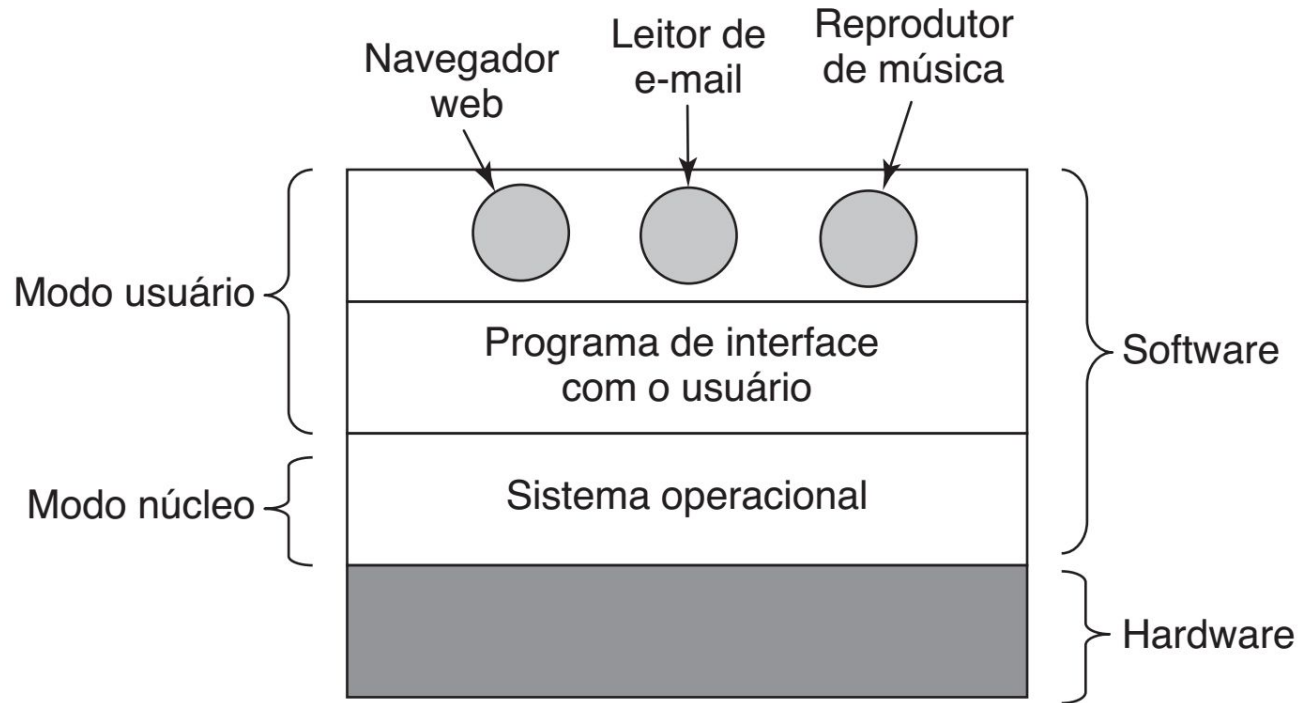 Navegador
web
Leitor de
e-mail
Reprodutor
de música
Modo usuário
Programa de interface
com o usuário
Software
Modo núcleo
Sistema operacional
Hardware